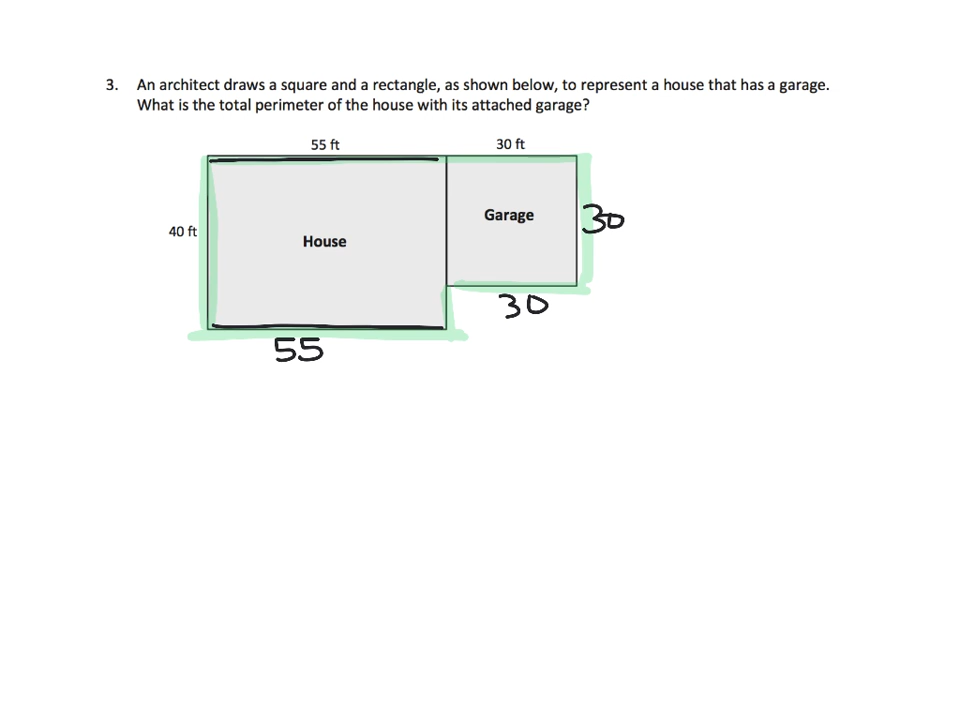 3. An architect draws a square and a rectangle, as shown below, to represent a house that has a garage.
What is the total perimeter of the house with its attached garage?
55 ft 30 ft
Garage 30
40 ft House
30
55